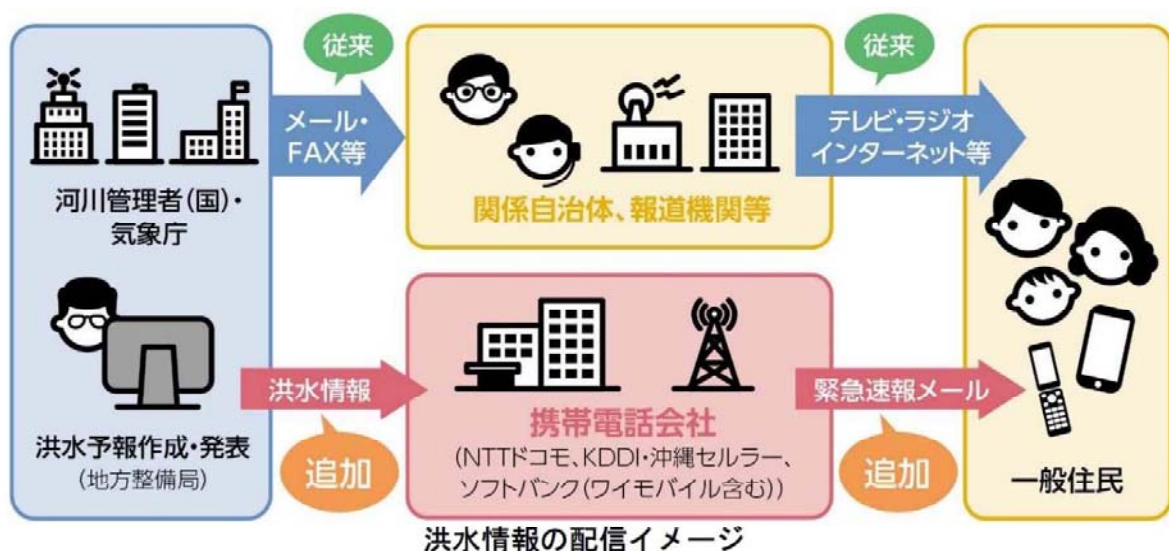 従来
従来
メール・
FAX等
テレビ・ラジオ
インターネット等
河川管理者(国)・
気象庁
関係自治体、報道機関等
洪水情報
緊急速報メール
携帯電話会社
(NTTドコモ、KDDI・沖縄セルラー、
ソフトバンク(ワイモバイル含む))
洪水予報作成・発表
(地方整備局)
追加
追加
一般住民
洪水情報の配信イメージ